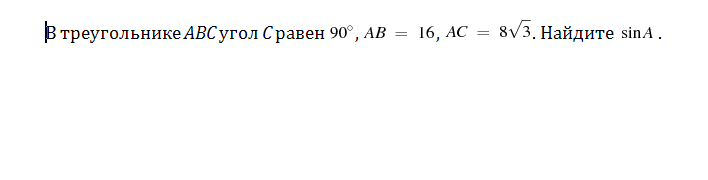 В треугольнике ABC угол C равен 90°, AB = 16, AC = 8√3. Найдите sinA .